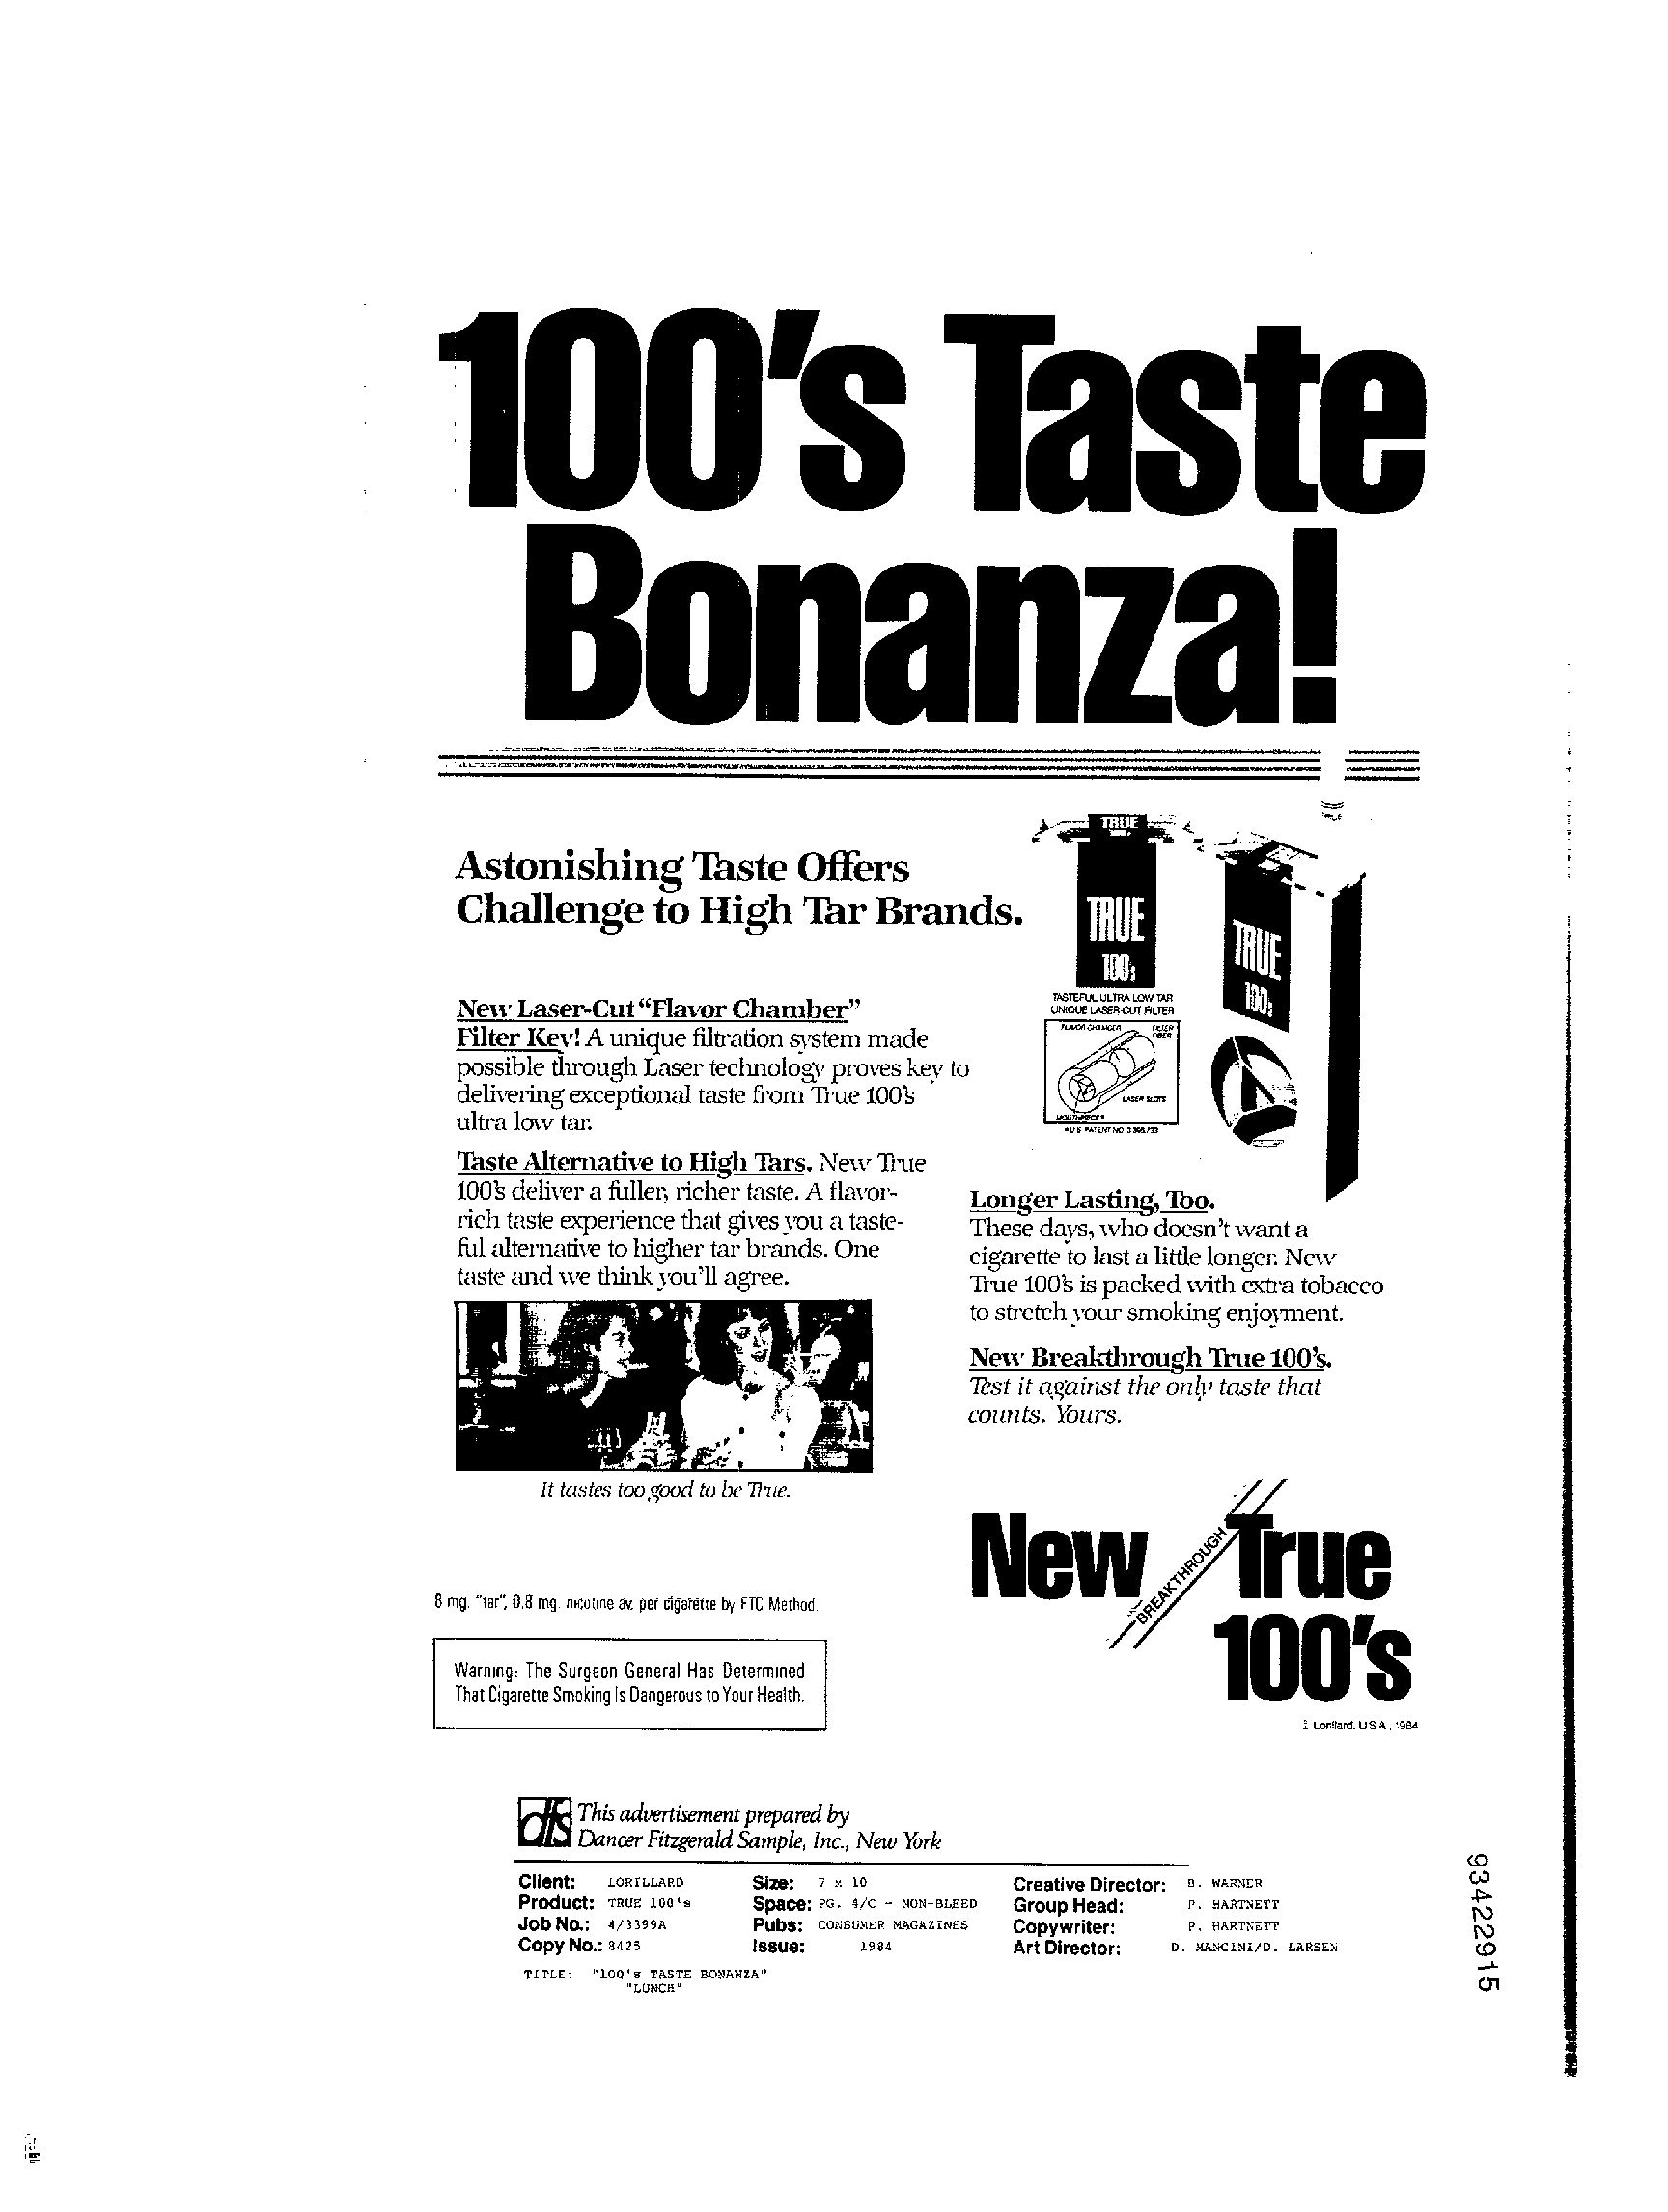 100's Taste
Bonanza!
Astonishing Taste Offers
Challenge to High Tar Brands.
New Laser-Cut “Flavor Chamber”
Filter Key! A unique filtration system made
possible through Laser technology proves key to
delivering exceptional taste from True 100's
ultra low tar.
Taste Alternative to High Tars. New True
100's deliver a fuller, richer taste. A flavor-
rich taste experience that gives you a taste-
ful alternative to higher tar brands. One
taste and we think you'll agree.
It tastes too good to be True.
TRUE
TRUE
100s
TASTEFUL ULTRA LOW TAR
UNIQUE LASER-CUT FILTER
FLAVOR CHAMBER
FILTER
FIBER
LASER SLOTS
MOUTHPIECE
TRUE
100s
Longer Lasting, Too.
These days, who doesn't want a
cigarette to last a little longer. New
True 100's is packed with extra tobacco
to stretch your smoking enjoyment.
New Breakthrough True 100's.
Test it against the only taste that
counts. Yours.
8 mg. "tar", 0.8 mg. nicotine av. per cigarette by FTC Method.
Warning: The Surgeon General Has Determined
That Cigarette Smoking Is Dangerous to Your Health.
New BREAKTHROUGH True
100's
Lorillard, U.S.A., 1984
dfs This advertisement prepared by
Dancer Fitzgerald Sample, Inc., New York
Client: LORILLARD Size: 7 x 10 Creative Director: B. WARNER
Product: TRUE 100's Space: PG. 4/C - NON-BLEED Group Head: P. HARTNETT
Job No.: 4/3399A Pubs: CONSUMER MAGAZINES Copywriter: P. HARTNETT
Copy No.: 8425 Issue: 1984 Art Director: D. MANCINI/D. LARSEN
TITLE: "100's TASTE BONANZA"
"LUNCH"
93422915